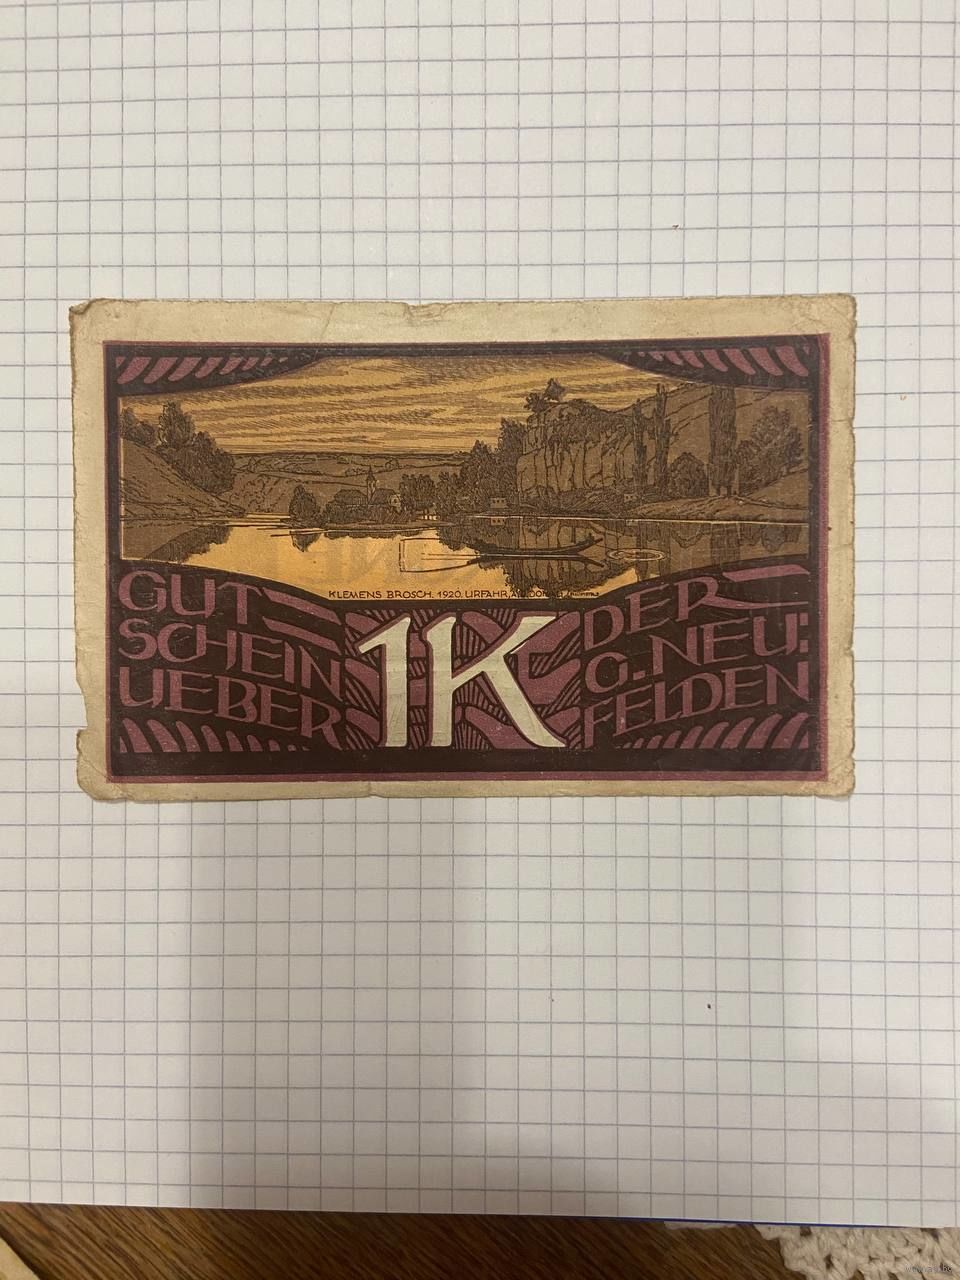 KLEMENS BROSCH. 1920. URFAHR, A.D. DONAU
GUT
SCHEIN
UEBER
1K
DER
G. NEU:
FELDEN